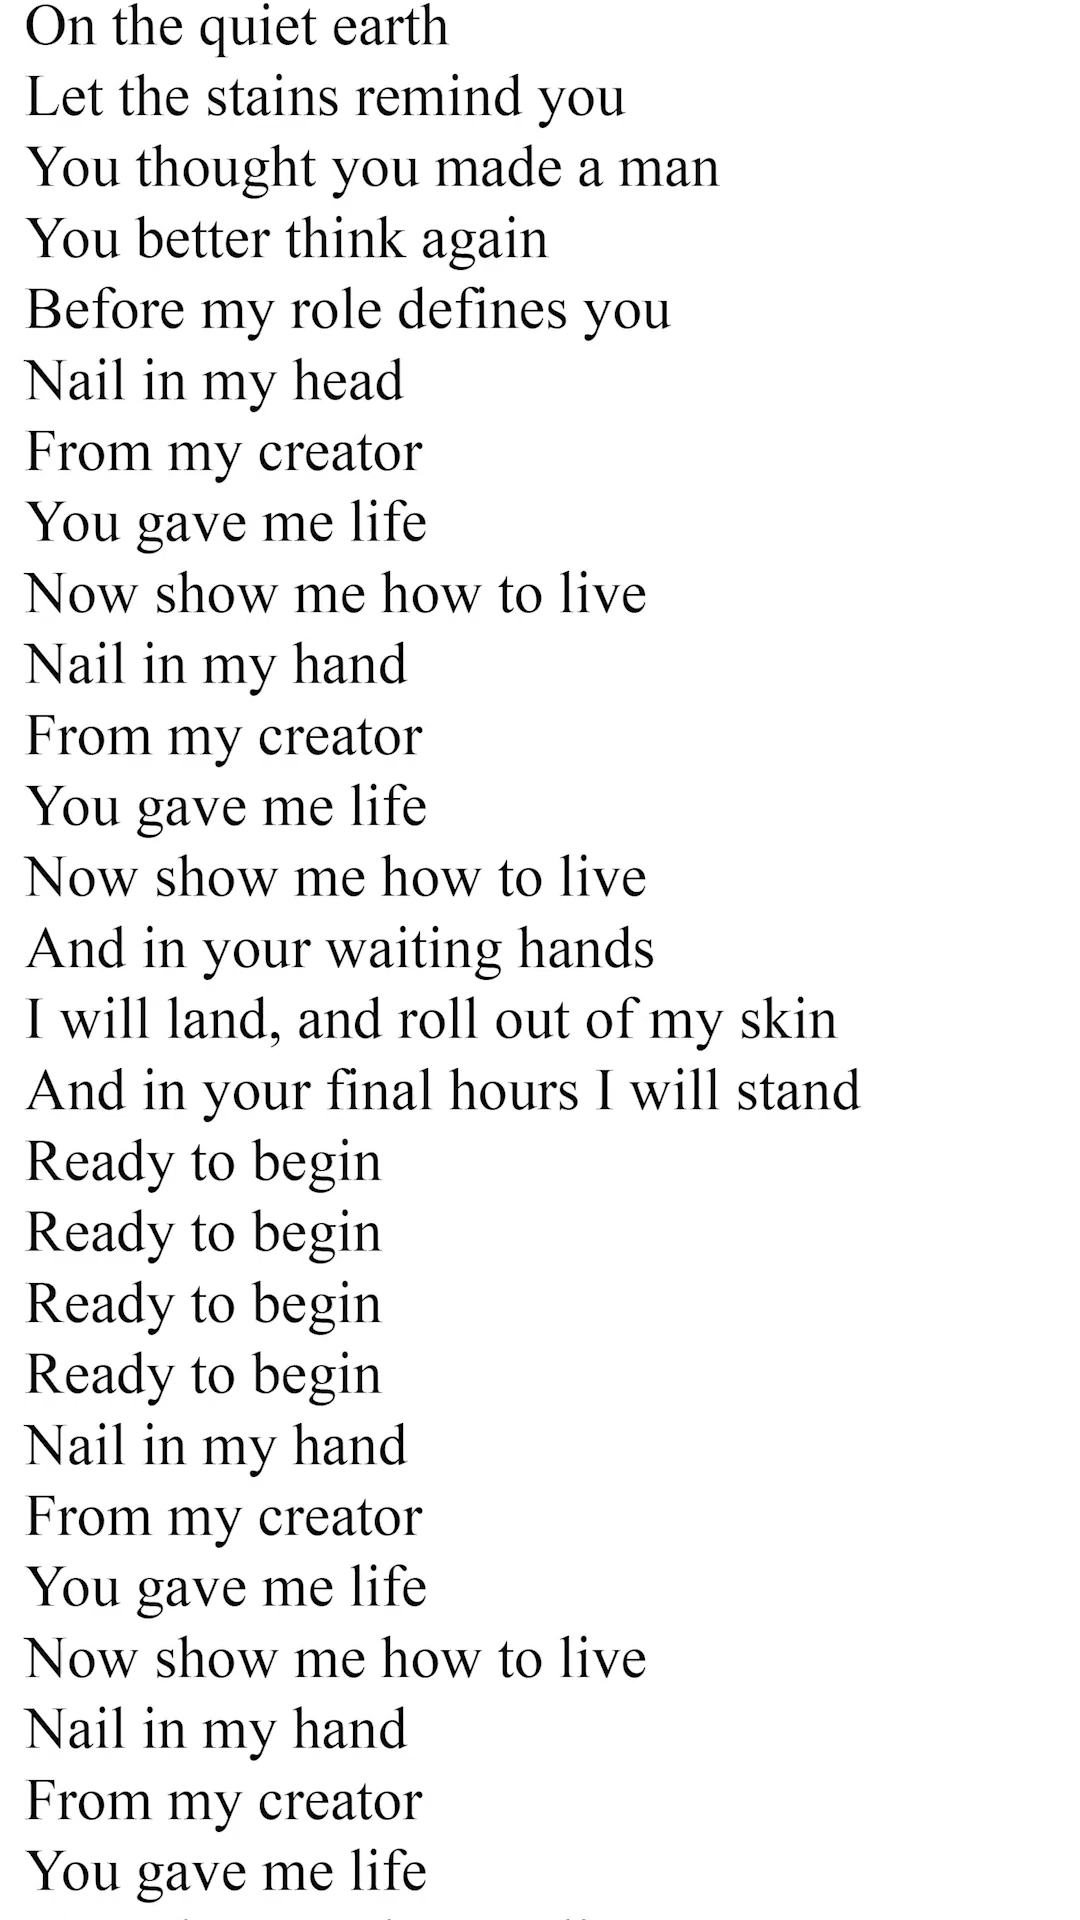 On the quiet earth
Let the stains remind you
You thought you made a man
You better think again
Before my role defines you
Nail in my head
From my creator
You gave me life
Now show me how to live
Nail in my hand
From my creator
You gave me life
Now show me how to live
And in your waiting hands
I will land, and roll out of my skin
And in your final hours I will stand
Ready to begin
Ready to begin
Ready to begin
Ready to begin
Nail in my hand
From my creator
You gave me life
Now show me how to live
Nail in my hand
From my creator
You gave me life